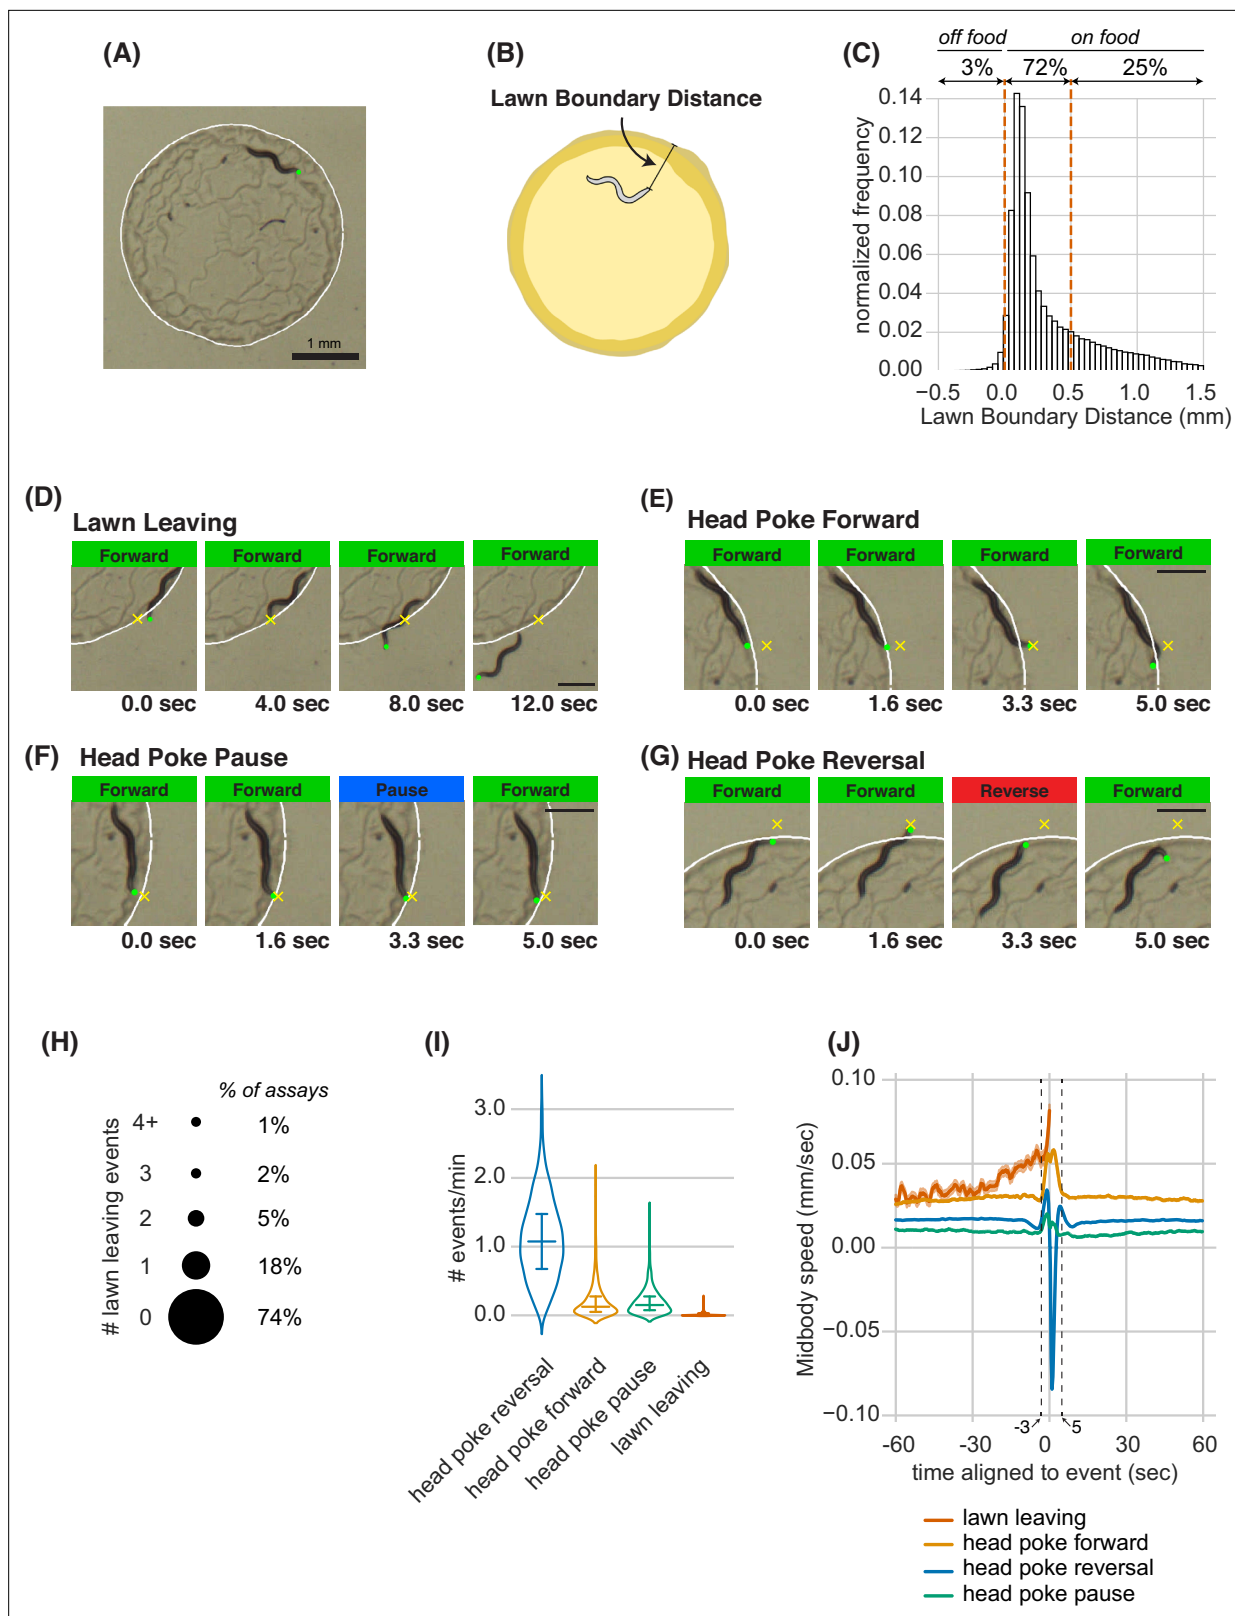 (A)
1 mm
(B)
Lawn Boundary Distance
(C)
off food
on food
3%
72%
25%
normalized frequency
0.14
0.12
0.10
0.08
0.06
0.04
0.02
0.00
−0.5
0.0
0.5
1.0
1.5
Lawn Boundary Distance (mm)
(D)
Lawn Leaving
Forward
Forward
Forward
Forward
0.0 sec
4.0 sec
8.0 sec
12.0 sec
(E)
Head Poke Forward
Forward
Forward
Forward
Forward
0.0 sec
1.6 sec
3.3 sec
5.0 sec
(F)
Head Poke Pause
Forward
Forward
Pause
Forward
0.0 sec
1.6 sec
3.3 sec
5.0 sec
(G)
Head Poke Reversal
Forward
Forward
Reverse
Forward
0.0 sec
1.6 sec
3.3 sec
5.0 sec
(H)
# lawn leaving events
% of assays
4+
1%
3
2%
2
5%
1
18%
0
74%
(I)
# events/min
3.0
2.0
1.0
0.0
head poke reversal
head poke forward
head poke pause
lawn leaving
(J)
Midbody speed (mm/sec)
0.10
0.05
0.00
−0.05
−0.10
-3
5
-60
-30
0
30
60
time aligned to event (sec)
lawn leaving
head poke forward
head poke reversal
head poke pause